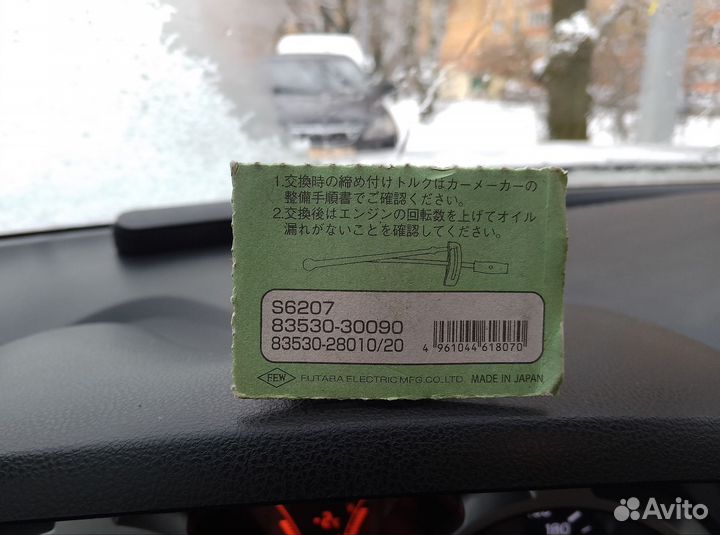 1.交換時の締め付けトルクはカーメーカーの
整備手順書でご確認ください。
2.交換後はエンジンの回転数を上げてオイル
漏れがないことを確認してください。
S6207
83530-30090
83530-28010/20
4 961044 618070
FEW FUTABA ELECTRIC MFG.CO.LTD. MADE IN JAPAN
180
Avito